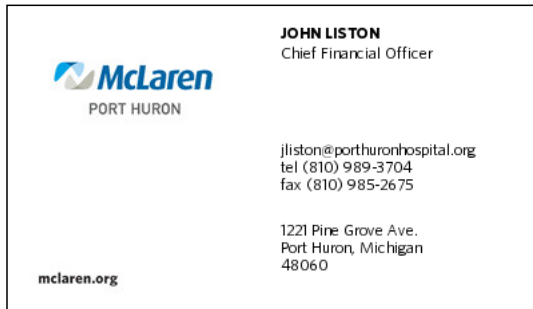 McLaren
PORT HURON
mclaren.org
JOHN LISTON
Chief Financial Officer
jliston@porthuronhospital.org
tel (810) 989-3704
fax (810) 985-2675
1221 Pine Grove Ave.
Port Huron, Michigan
48060